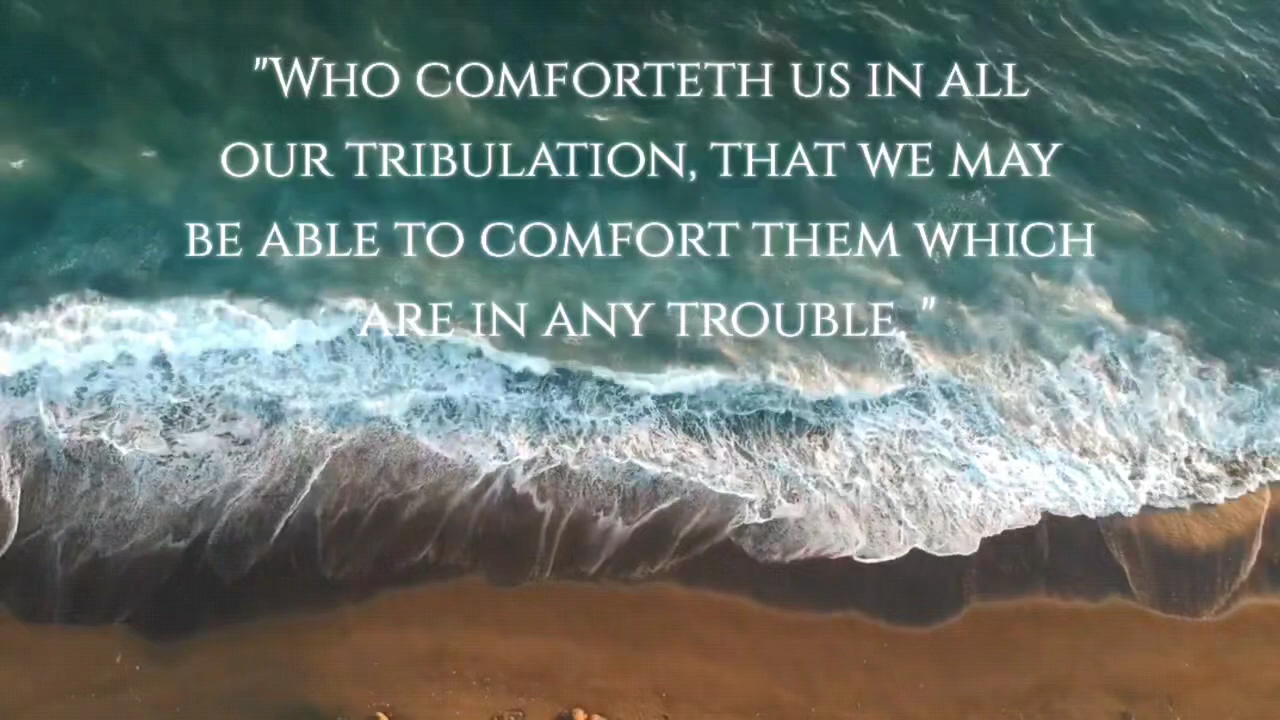 "Who comforteth us in all
our tribulation, that we may
be able to comfort them which
are in any trouble, "